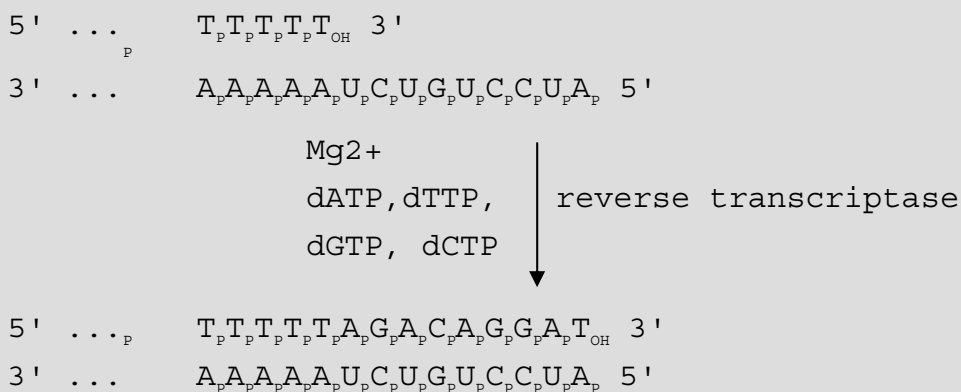 5' ...P TPTPTPTPTOH 3'
3' ... APAPAPAPAPUPCPUPGPUPCPCPUPAP 5'
Mg2+
dATP,dTTP, reverse transcriptase
dGTP, dCTP
5' ...P TPTPTPTPTPAPGPAPCPAPGPGPAPTOH 3'
3' ... APAPAPAPAPUPCPUPGPUPCPCPUPAP 5'